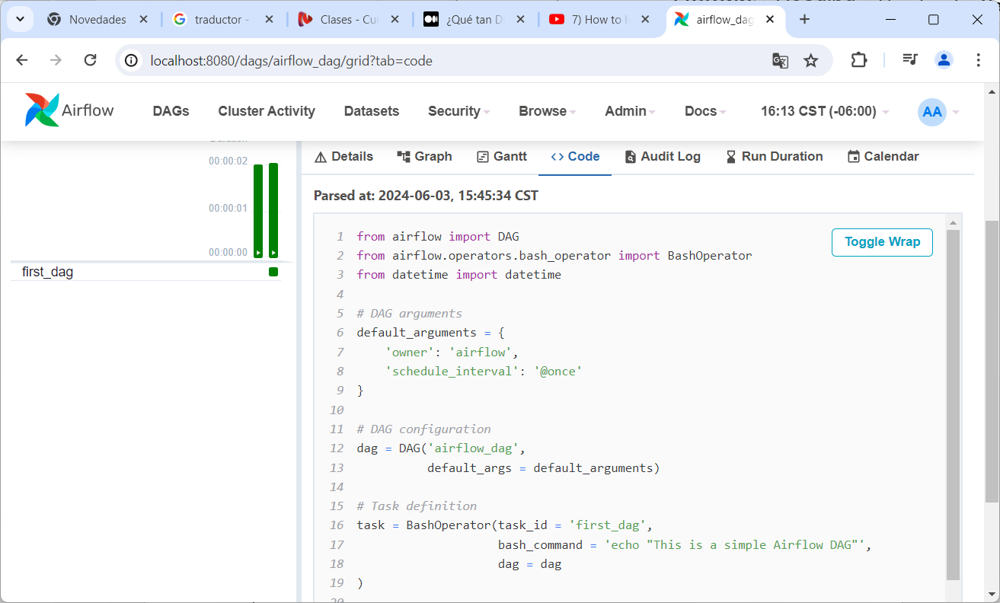 Novedades
traductor -
Clases - Cu
¿Qué tan D
7) How to I
airflow_dag
localhost:8080/dags/airflow_dag/grid?tab=code
Airflow DAGs Cluster Activity Datasets Security Browse Admin Docs 16:13 CST (-06:00) AA
00:00:02
00:00:01
00:00:00
first_dag
Details Graph Gantt <> Code Audit Log Run Duration Calendar
Parsed at: 2024-06-03, 15:45:34 CST
Toggle Wrap
1 from airflow import DAG
2 from airflow.operators.bash_operator import BashOperator
3 from datetime import datetime
4
5 # DAG arguments
6 default_arguments = {
7     'owner': 'airflow',
8     'schedule_interval': '@once'
9 }
10
11 # DAG configuration
12 dag = DAG('airflow_dag',
13           default_args = default_arguments)
14
15 # Task definition
16 task = BashOperator(task_id = 'first_dag',
17                     bash_command = 'echo "This is a simple Airflow DAG"',
18                     dag = dag
19 )
20